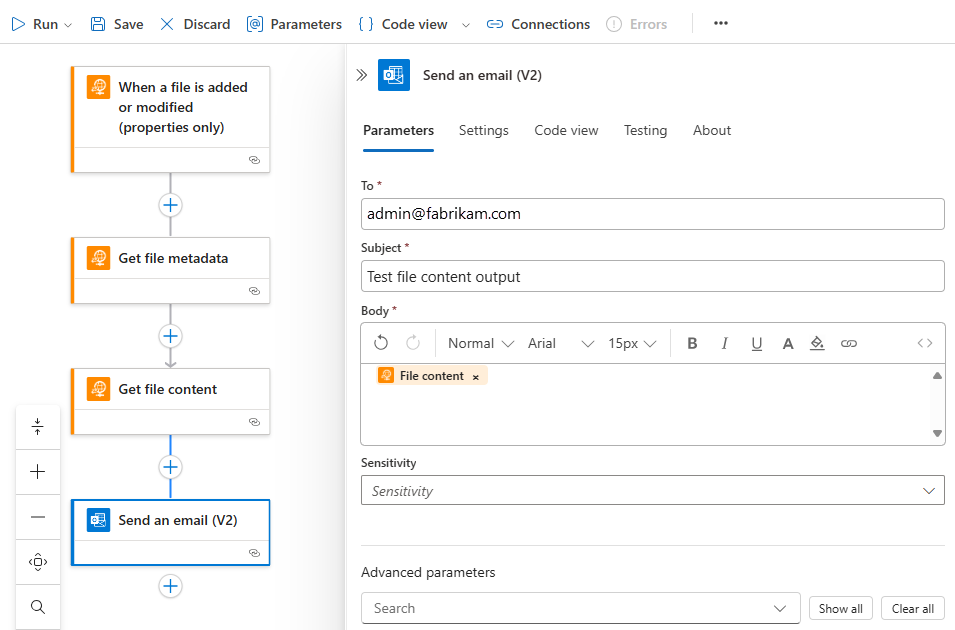 Run Save Discard Parameters Code view Connections Errors
When a file is added
or modified
(properties only)
Get file metadata
Get file content
Send an email (V2)
Send an email (V2)
Parameters Settings Code view Testing About
To *
admin@fabrikam.com
Subject *
Test file content output
Body *
Normal Arial 15px B I U A
File content ×
Sensitivity
Sensitivity
Advanced parameters
Search Show all Clear all